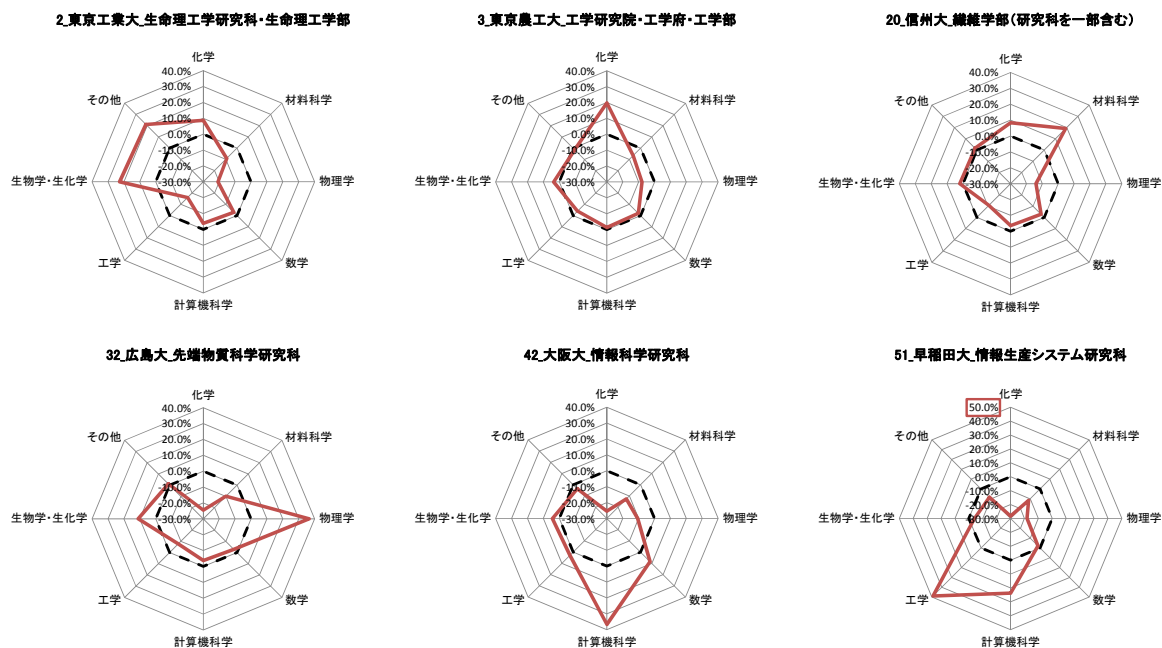 2_東京工業大_生命理工学研究科・生命理工学部
化学
40.0%
30.0%
20.0%
10.0%
0.0%
-10.0%
-20.0%
-30.0%
材料科学
物理学
数学
計算機科学
工学
生物学・生化学
その他
3_東京農工大_工学研究院・工学府・工学部
化学
40.0%
30.0%
20.0%
10.0%
0.0%
-10.0%
-20.0%
-30.0%
材料科学
物理学
数学
計算機科学
工学
生物学・生化学
その他
20_信州大_繊維学部(研究科を一部含む)
化学
40.0%
30.0%
20.0%
10.0%
0.0%
-10.0%
-20.0%
-30.0%
材料科学
物理学
数学
計算機科学
工学
生物学・生化学
その他
32_広島大_先端物質科学研究科
化学
40.0%
30.0%
20.0%
10.0%
0.0%
-10.0%
-20.0%
-30.0%
材料科学
物理学
数学
計算機科学
工学
生物学・生化学
その他
42_大阪大_情報科学研究科
化学
40.0%
30.0%
20.0%
10.0%
0.0%
-10.0%
-20.0%
-30.0%
材料科学
物理学
数学
計算機科学
工学
生物学・生化学
その他
51_早稲田大_情報生産システム研究科
化学
50.0%
40.0%
30.0%
20.0%
10.0%
0.0%
-10.0%
-20.0%
-30.0%
材料科学
物理学
数学
計算機科学
工学
生物学・生化学
その他